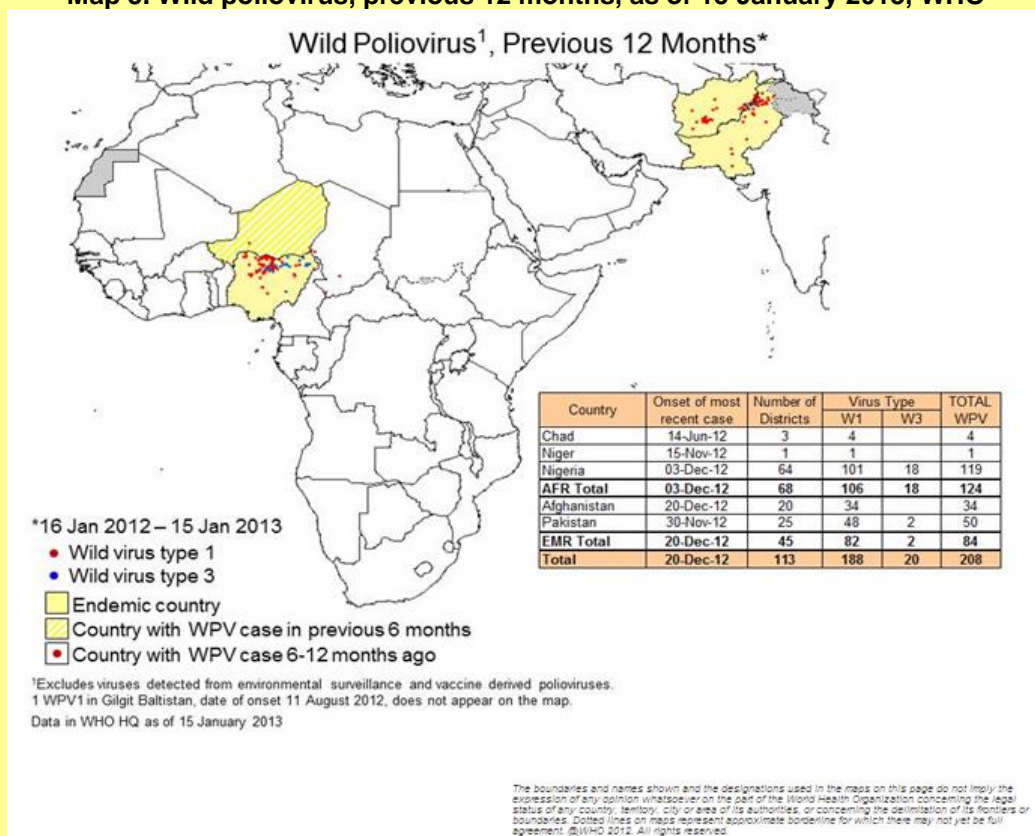 Map 3. Wild poliovirus, previous 12 months, as of 15 January 2013, WHO
Wild Poliovirus¹, Previous 12 Months*
Country Onset of most recent case Number of Districts Virus Type W1 W3 TOTAL WPV
Chad 14-Jun-12 3 4 4
Niger 15-Nov-12 1 1 1
Nigeria 03-Dec-12 64 101 18 119
AFR Total 03-Dec-12 68 106 18 124
Afghanistan 20-Dec-12 20 34 34
Pakistan 30-Nov-12 25 48 2 50
EMR Total 20-Dec-12 45 82 2 84
Total 20-Dec-12 113 188 20 208
*16 Jan 2012 – 15 Jan 2013
Wild virus type 1
Wild virus type 3
Endemic country
Country with WPV case in previous 6 months
Country with WPV case 6-12 months ago
¹Excludes viruses detected from environmental surveillance and vaccine derived polioviruses.
1 WPV1 in Gilgit Baltistan, date of onset 11 August 2012, does not appear on the map.
Data in WHO HQ as of 15 January 2013
The boundaries and names shown and the designations used in the maps on this page do not imply the
expression of any opinion whatsoever on the part of the World Health Organization concerning the legal
status of any country, territory, city or area of its authorities, or concerning the delimitation of its frontiers or
boundaries. Dotted lines on maps represent approximate borderline for which there may not yet be full
agreement. @WHO 2012. All rights reserved.